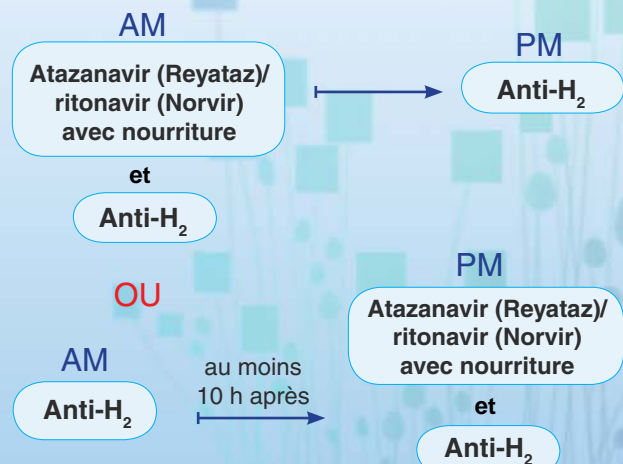 AM
Atazanavir (Reyataz)/
ritonavir (Norvir)
avec nourriture
et
Anti-H₂
PM
Anti-H₂
OU
AM
Anti-H₂
au moins
10 h après
PM
Atazanavir (Reyataz)/
ritonavir (Norvir)
avec nourriture
et
Anti-H₂